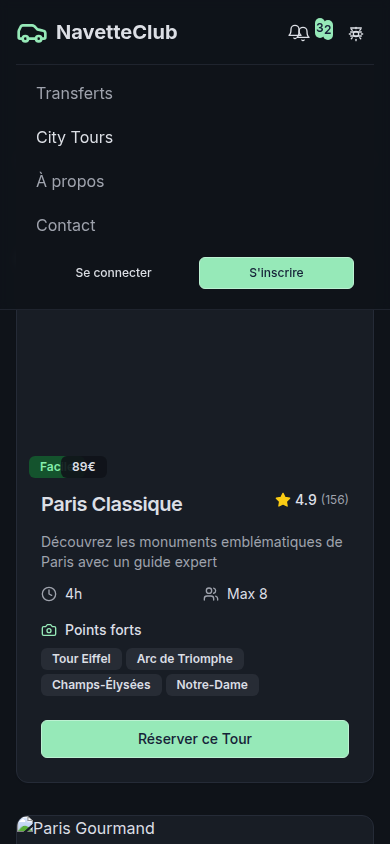 NavetteClub
32
Transferts
City Tours
À propos
Contact
Se connecter
S'inscrire
Fac
89€
Paris Classique
4.9 (156)
Découvrez les monuments emblématiques de
Paris avec un guide expert
4h
Max 8
Points forts
Tour Eiffel
Arc de Triomphe
Champs-Élysées
Notre-Dame
Réserver ce Tour
Paris Gourmand